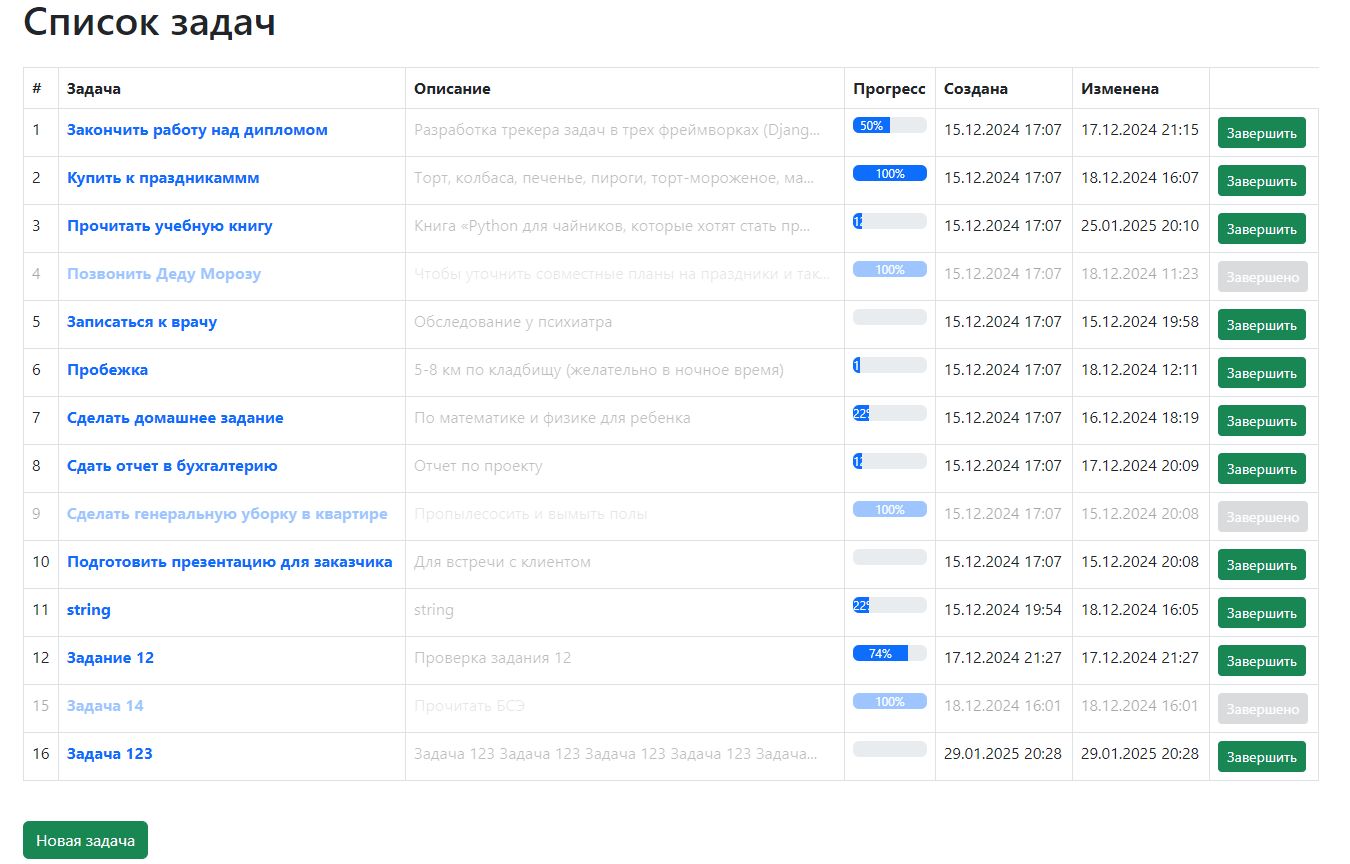 Список задач
# Задача Описание Прогресс Создана Изменена
1 Закончить работу над дипломом Разработка трекера задач в трех фреймворках (Djang... 50% 15.12.2024 17:07 17.12.2024 21:15 Завершить
2 Купить к праздникаммм Торт, колбаса, печенье, пироги, торт-мороженое, ма... 100% 15.12.2024 17:07 18.12.2024 16:07 Завершить
3 Прочитать учебную книгу Книга «Python для чайников, которые хотят стать пр... 15.12.2024 17:07 25.01.2025 20:10 Завершить
4 Позвонить Деду Морозу Чтобы уточнить совместные планы на праздники и так... 100% 15.12.2024 17:07 18.12.2024 11:23 Завершено
5 Записаться к врачу Обследование у психиатра 15.12.2024 17:07 15.12.2024 19:58 Завершить
6 Пробежка 5-8 км по кладбищу (желательно в ночное время) 15.12.2024 17:07 18.12.2024 12:11 Завершить
7 Сделать домашнее задание По математике и физике для ребенка 22% 15.12.2024 17:07 16.12.2024 18:19 Завершить
8 Сдать отчет в бухгалтерию Отчет по проекту 15.12.2024 17:07 17.12.2024 20:09 Завершить
9 Сделать генеральную уборку в квартире Пропылесосить и вымыть полы 100% 15.12.2024 17:07 15.12.2024 20:08 Завершено
10 Подготовить презентацию для заказчика Для встречи с клиентом 15.12.2024 17:07 15.12.2024 20:08 Завершить
11 string string 22% 15.12.2024 19:54 18.12.2024 16:05 Завершить
12 Задание 12 Проверка задания 12 74% 17.12.2024 21:27 17.12.2024 21:27 Завершить
15 Задача 14 Прочитать БСЭ 100% 18.12.2024 16:01 18.12.2024 16:01 Завершено
16 Задача 123 Задача 123 Задача 123 Задача 123 Задача 123 Задача... 29.01.2025 20:28 29.01.2025 20:28 Завершить
Новая задача